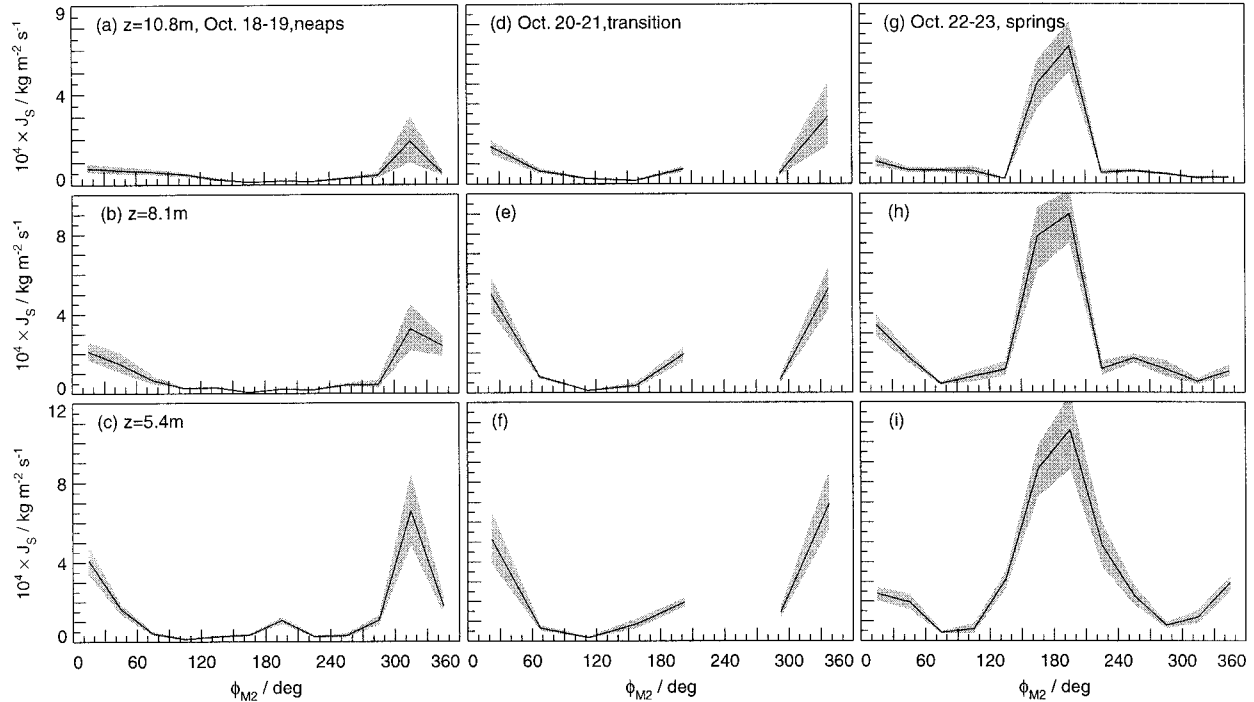 (a) z=10.8m, Oct. 18-19,neaps
(d) Oct. 20-21,transition
(g) Oct. 22-23, springs
9
4
0
10⁴ × J_S / kg m⁻² s⁻¹
(b) z=8.1m
(e)
(h)
9
4
0
10⁴ × J_S / kg m⁻² s⁻¹
(c) z=5.4m
(f)
(i)
12
8
4
0
10⁴ × J_S / kg m⁻² s⁻¹
0 60 120 180 240 300 360
0 60 120 180 240 300 360
0 60 120 180 240 300 360
ϕ_M2 / deg
ϕ_M2 / deg
ϕ_M2 / deg